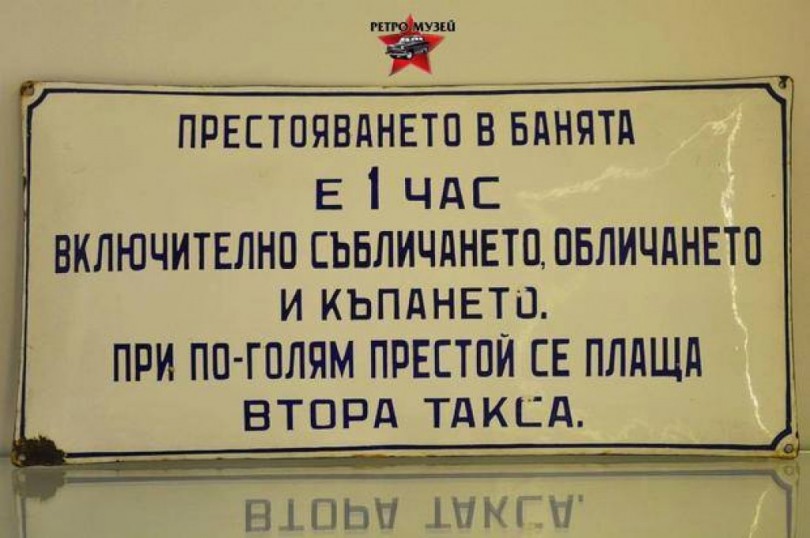 РЕТРО МУЗЕЙ
ПРЕСТОЯВАНЕТО В БАНЯТА
Е 1 ЧАС
ВКЛЮЧИТЕЛНО СЪБЛИЧАНЕТО, ОБЛИЧАНЕТО
И КЪПАНЕТО.
ПРИ ПО-ГОЛЯМ ПРЕСТОЙ СЕ ПЛАЩА
ВТОРА ТАКСА.